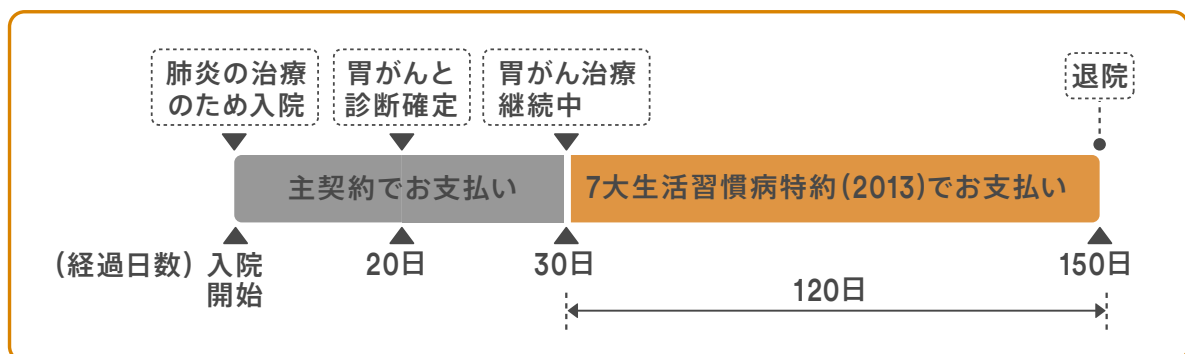 肺炎の治療
のため入院
胃がんと
診断確定
胃がん治療
継続中
退院
主契約でお支払い
7大生活習慣病特約(2013)でお支払い
(経過日数)
入院
開始
20日
30日
150日
120日